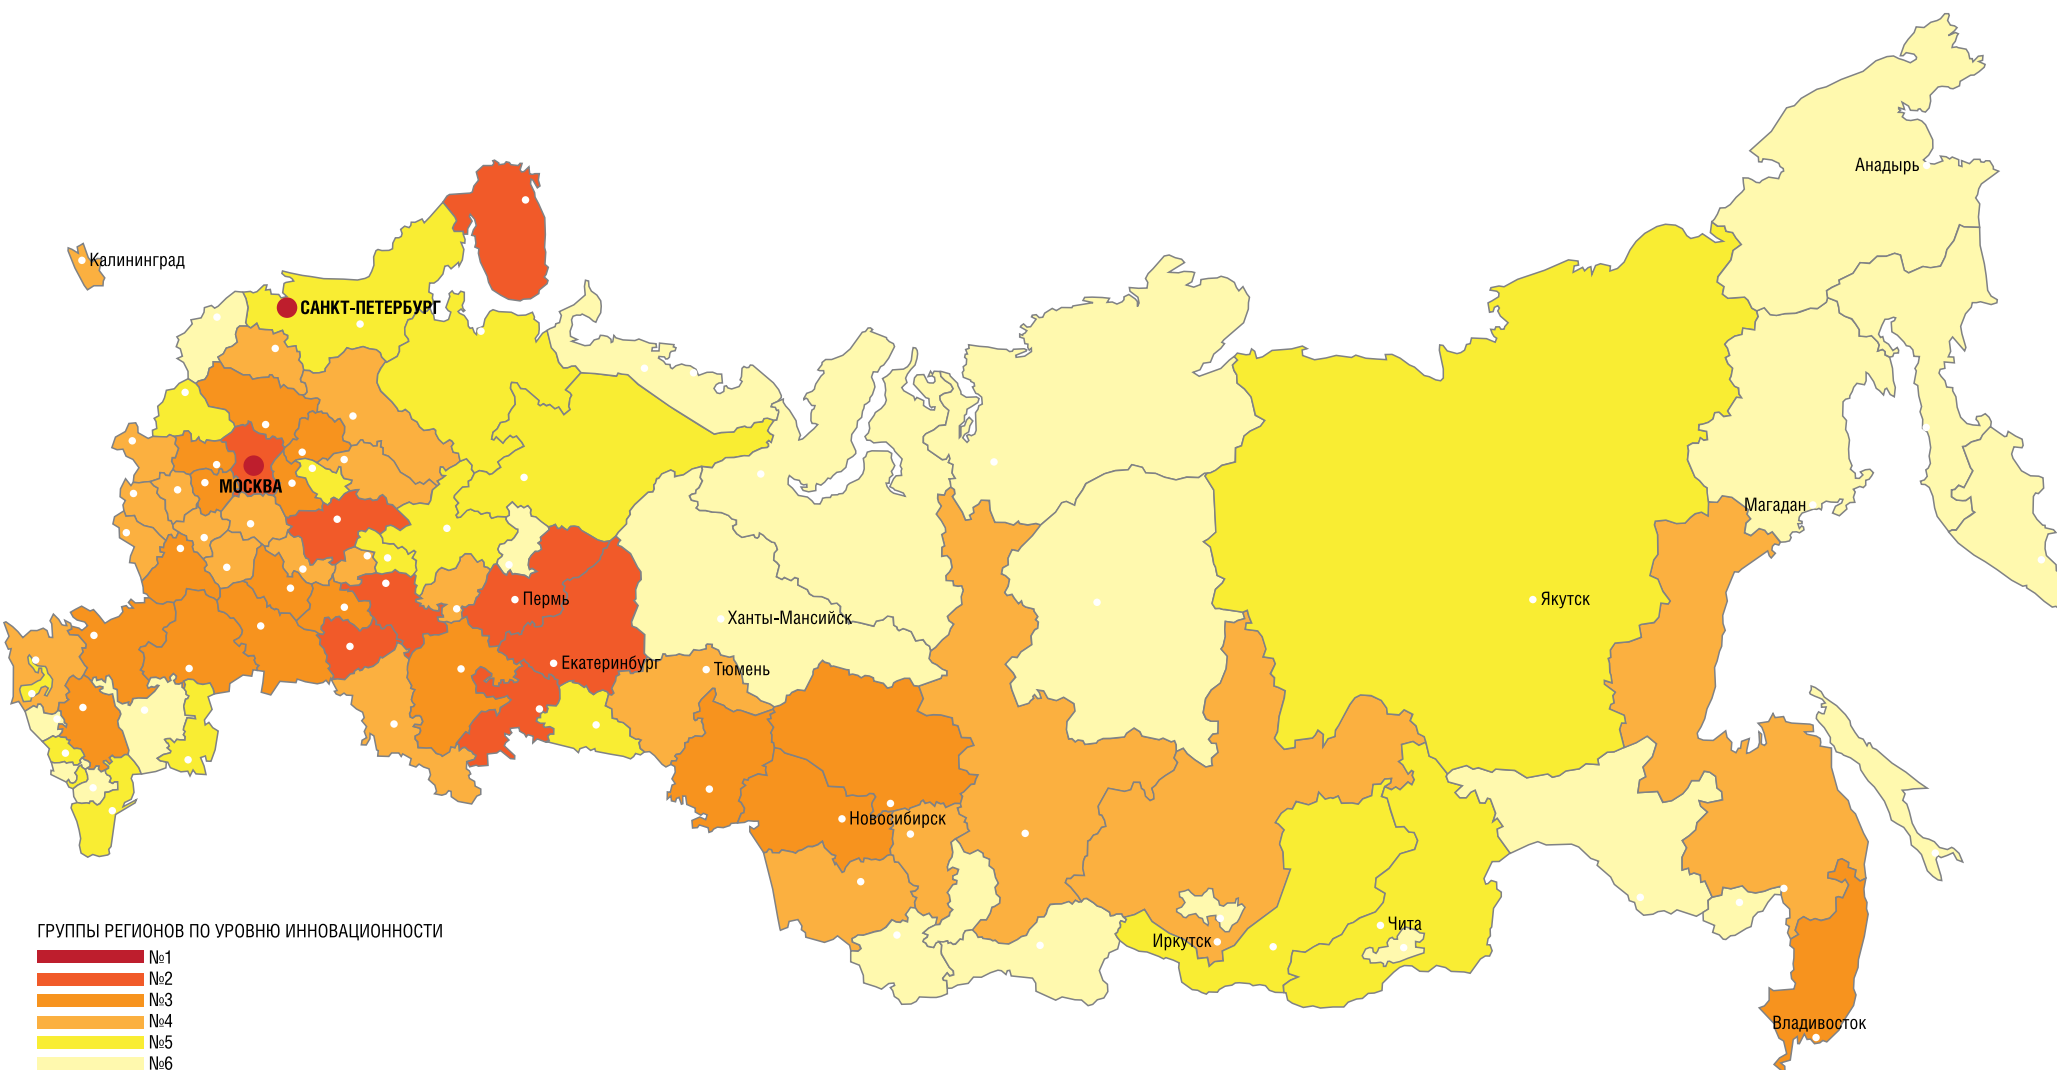 Анадырь
Калининград
САНКТ-ПЕТЕРБУРГ
МОСКВА
Магадан
Пермь
Якутск
Ханты-Мансийск
Екатеринбург
Тюмень
Новосибирск
Чита
Иркутск
Владивосток
ГРУППЫ РЕГИОНОВ ПО УРОВНЮ ИННОВАЦИОННОСТИ
№1
№2
№3
№4
№5
№6